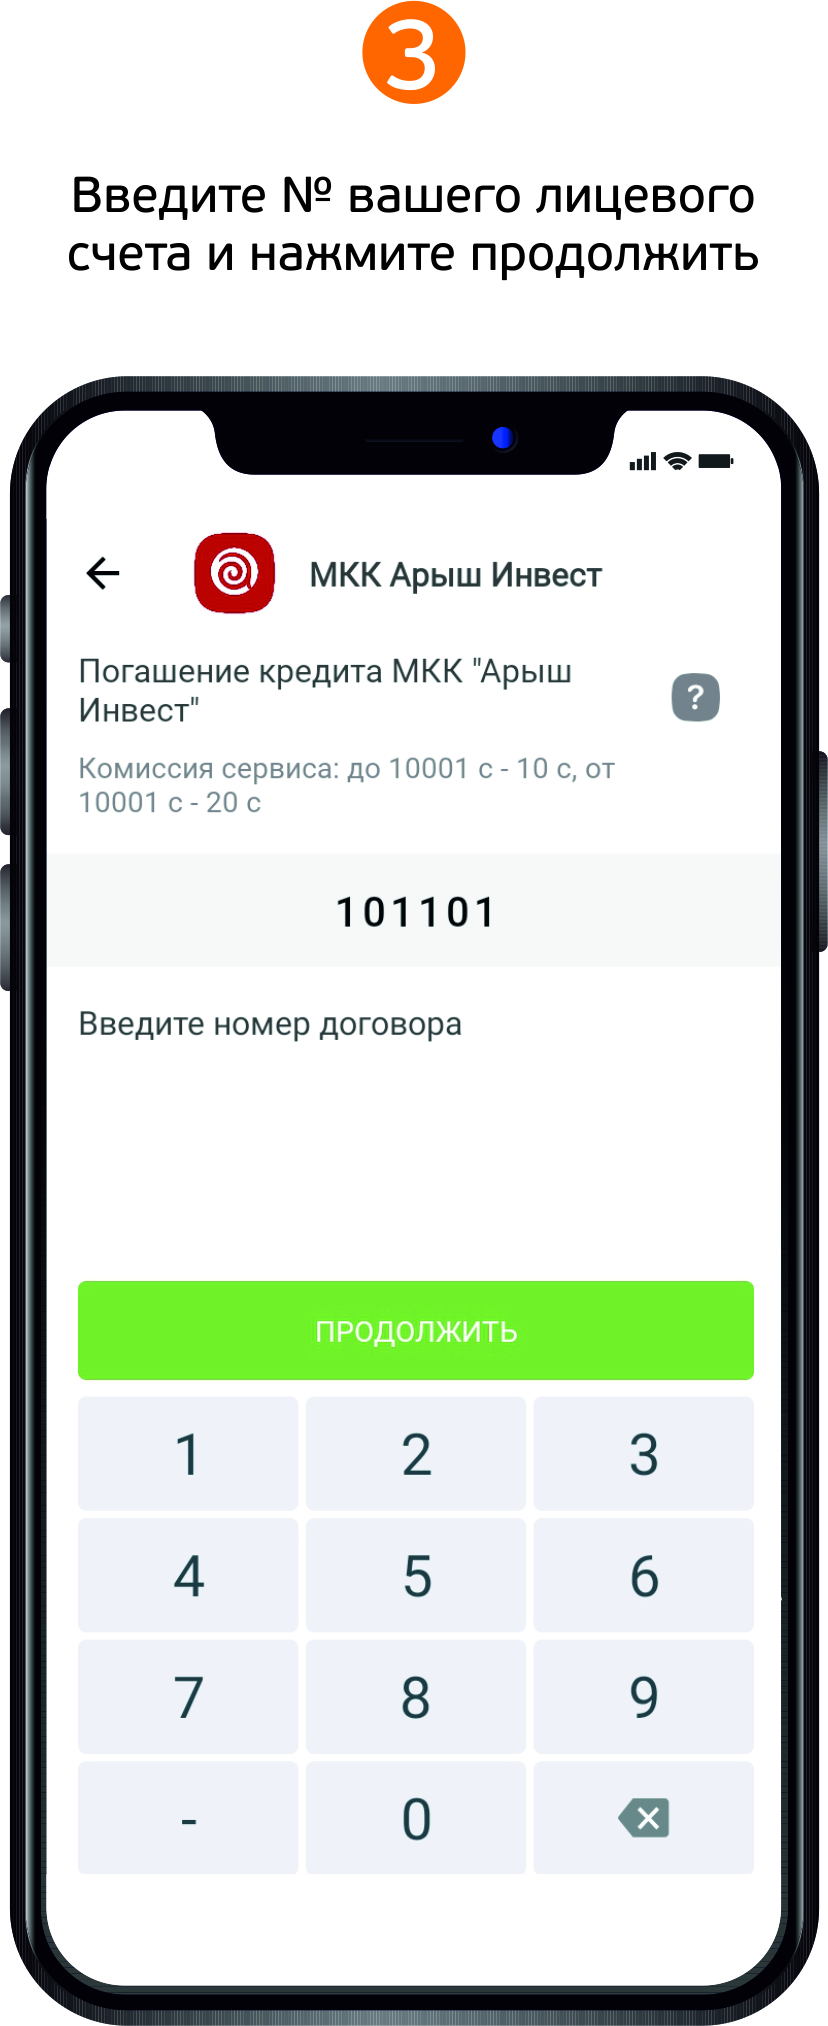 3
Введите № вашего лицевого
счета и нажмите продолжить
МКК Арыш Инвест
Погашение кредита МКК "Арыш
Инвест"
?
Комиссия сервиса: до 10001 с - 10 с, от
10001 с - 20 с
101101
Введите номер договора
ПРОДОЛЖИТЬ
1 2 3
4 5 6
7 8 9
- 0